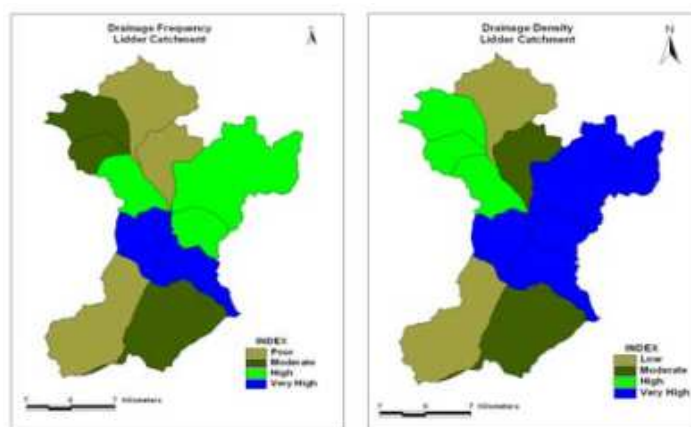 Drainage Frequency
Lidder Catchment
INDEX
Poor
Moderate
High
Very High
Kilometers
Drainage Density
Lidder Catchment
N
INDEX
Low
Moderate
High
Very High
Kilometers